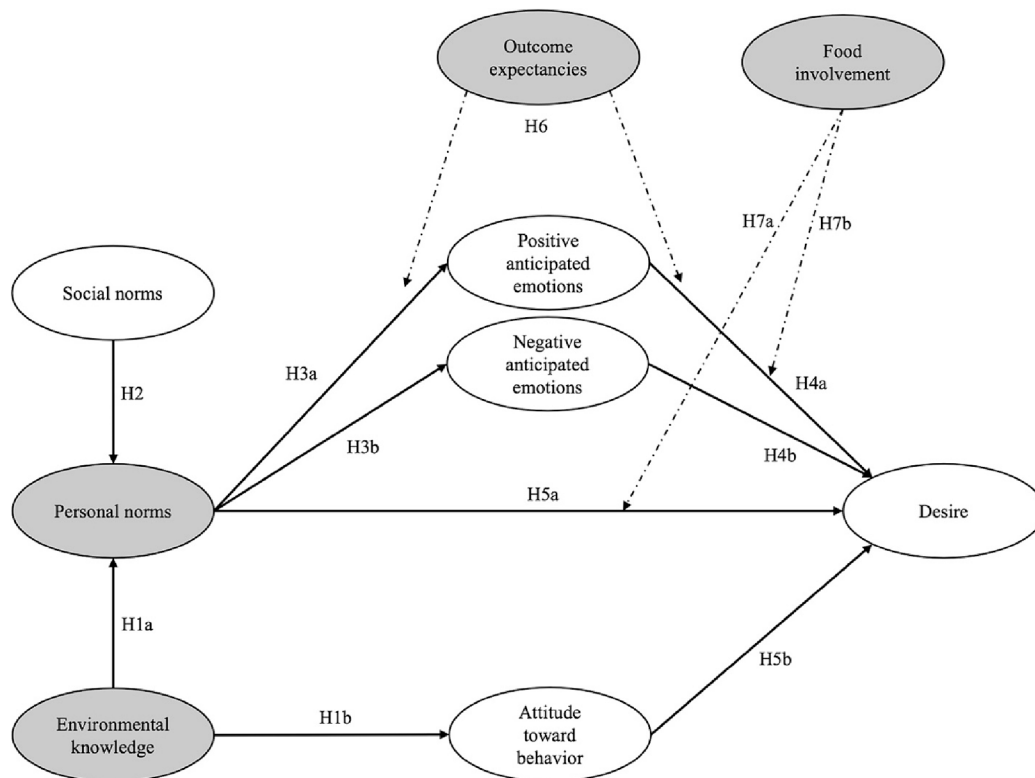 Outcome
expectancies
Food
involvement
H6
H7a
H7b
Positive
anticipated
emotions
Social norms
Negative
anticipated
emotions
H3a
H4a
H2
H3b
H4b
Personal norms
H5a
Desire
H1a
H5b
Environmental
knowledge
H1b
Attitude
toward
behavior